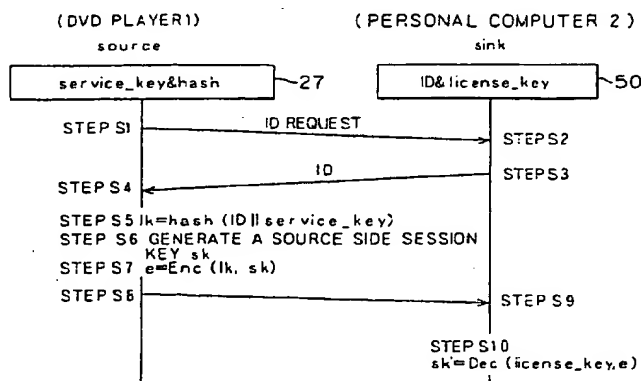 (DVD PLAYER1)
(PERSONAL COMPUTER 2)
source
sink
service_key&hash
27
ID&license_key
50
STEP S1
ID REQUEST
STEP S2
STEP S4
ID
STEP S3
STEP S5 lk=hash (ID||service_key)
STEP S6 GENERATE A SOURCE SIDE SESSION
KEY sk
STEP S7 e=Enc (lk, sk)
STEP S8
STEP S9
STEP S10
sk'=Dec (license_key,e)